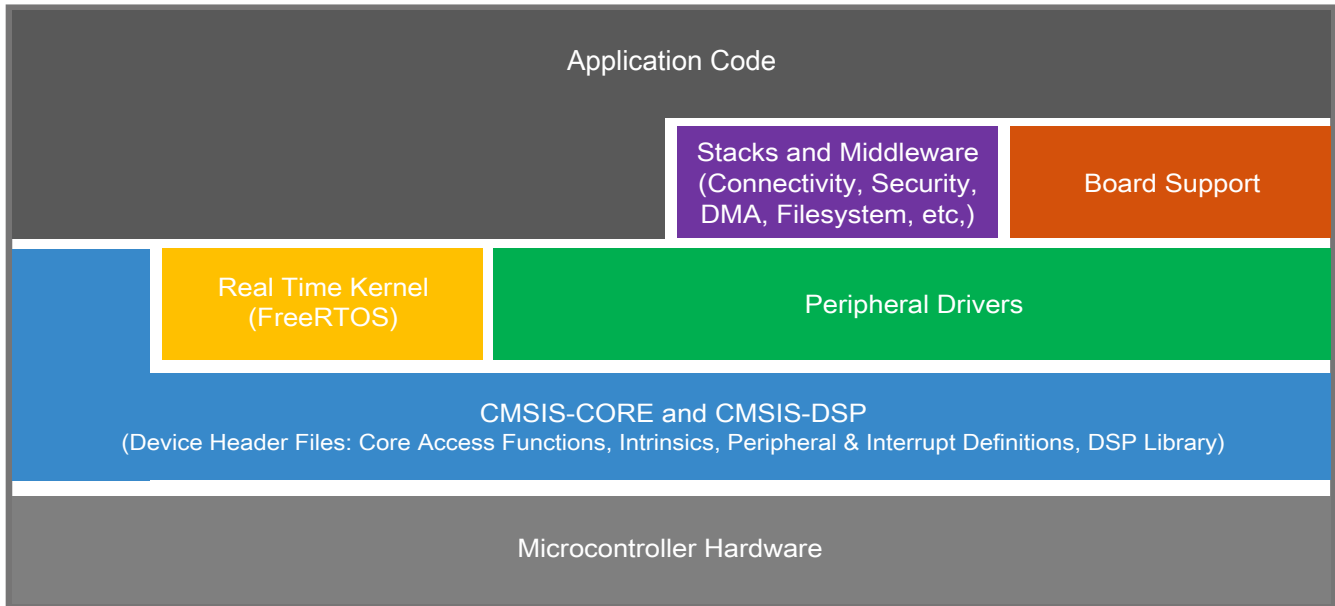 Application Code
Stacks and Middleware
(Connectivity, Security,
DMA, Filesystem, etc,)
Board Support
Real Time Kernel
(FreeRTOS)
Peripheral Drivers
CMSIS-CORE and CMSIS-DSP
(Device Header Files: Core Access Functions, Intrinsics, Peripheral & Interrupt Definitions, DSP Library)
Microcontroller Hardware